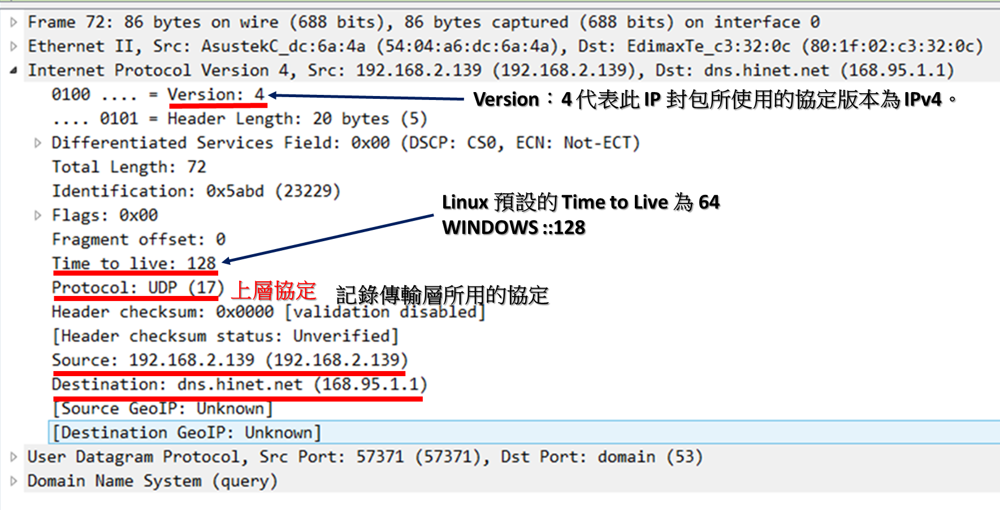 Frame 72: 86 bytes on wire (688 bits), 86 bytes captured (688 bits) on interface 0
Ethernet II, Src: AsustekC_dc:6a:4a (54:04:a6:dc:6a:4a), Dst: EdimaxTe_c3:32:0c (80:1f:02:c3:32:0c)
Internet Protocol Version 4, Src: 192.168.2.139 (192.168.2.139), Dst: dns.hinet.net (168.95.1.1)
0100 .... = Version: 4
Version：4 代表此 IP 封包所使用的協定版本為 IPv4。
.... 0101 = Header Length: 20 bytes (5)
Differentiated Services Field: 0x00 (DSCP: CS0, ECN: Not-ECT)
Total Length: 72
Identification: 0x5abd (23229)
Linux 預設的 Time to Live 為 64
WINDOWS ::128
Flags: 0x00
Fragment offset: 0
Time to live: 128
Protocol: UDP (17) 上層協定 記錄傳輸層所用的協定
Header checksum: 0x0000 [validation disabled]
[Header checksum status: Unverified]
Source: 192.168.2.139 (192.168.2.139)
Destination: dns.hinet.net (168.95.1.1)
[Source GeoIP: Unknown]
[Destination GeoIP: Unknown]
User Datagram Protocol, Src Port: 57371 (57371), Dst Port: domain (53)
Domain Name System (query)